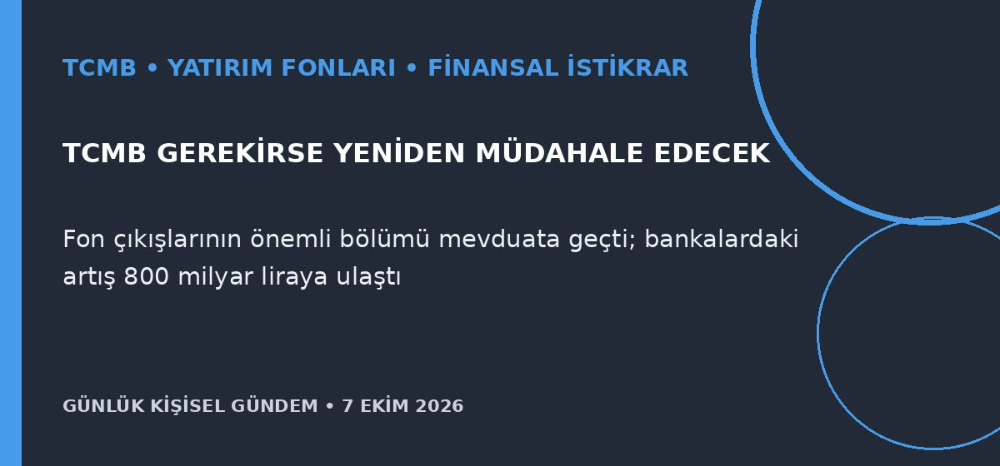 TCMB • YATIRIM FONLARI • FİNANSAL İSTİKRAR
TCMB GEREKİRSE YENİDEN MÜDAHALE EDECEK
Fon çıkışlarının önemli bölümü mevduata geçti; bankalardaki
artış 800 milyar liraya ulaştı
GÜNLÜK KİŞİSEL GÜNDEM • 7 EKİM 2026